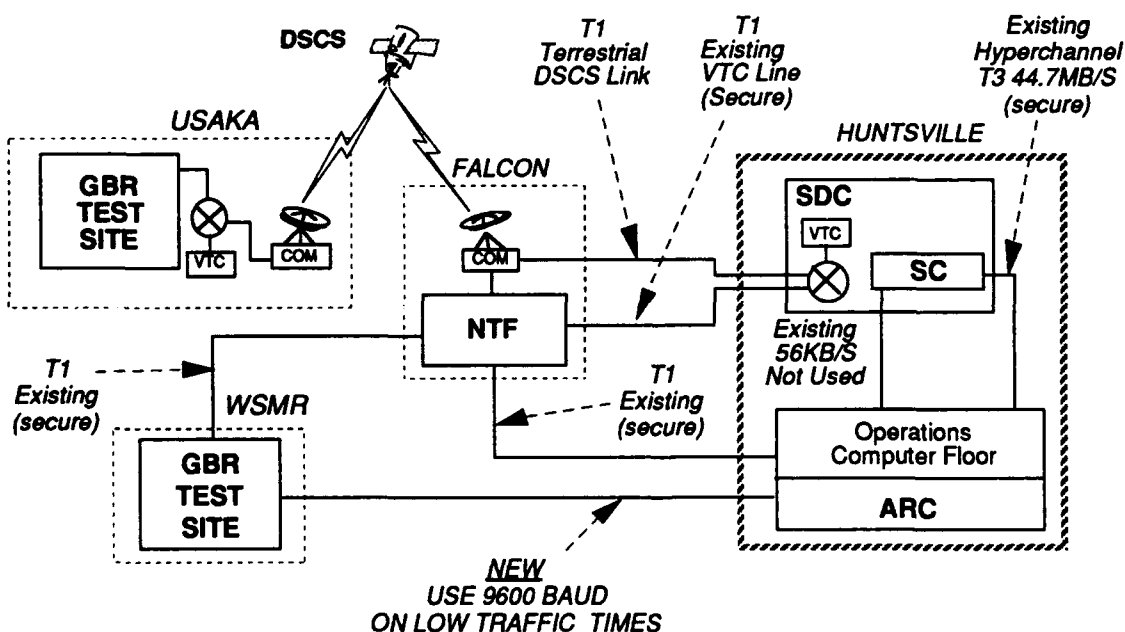 DSCS
T1
Terrestrial
DSCS Link
T1
Existing
VTC Line
(Secure)
Existing
Hyperchannel
T3 44.7MB/S
(secure)
USAKA
GBR
TEST
SITE
VTC
COM
FALCON
COM
NTF
HUNTSVILLE
SDC
VTC
SC
Existing
56KB/S
Not Used
T1
Existing
(secure)
WSMR
GBR
TEST
SITE
T1
Existing
(secure)
Operations
Computer Floor
ARC
NEW
USE 9600 BAUD
ON LOW TRAFFIC TIMES